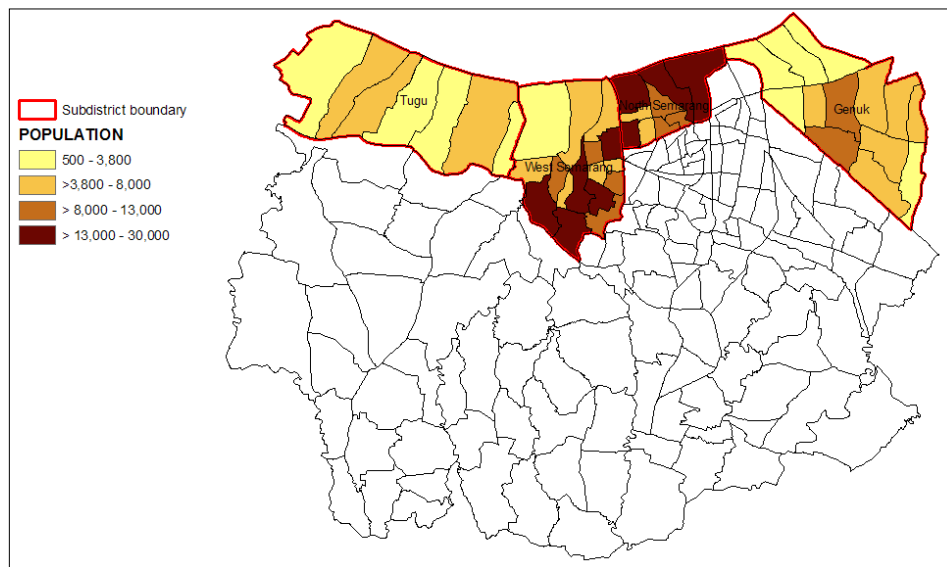 Subdistrict boundary
POPULATION
500 - 3,800
>3,800 - 8,000
> 8,000 - 13,000
> 13,000 - 30,000
Tugu
North Semarang
Genuk
West Semarang